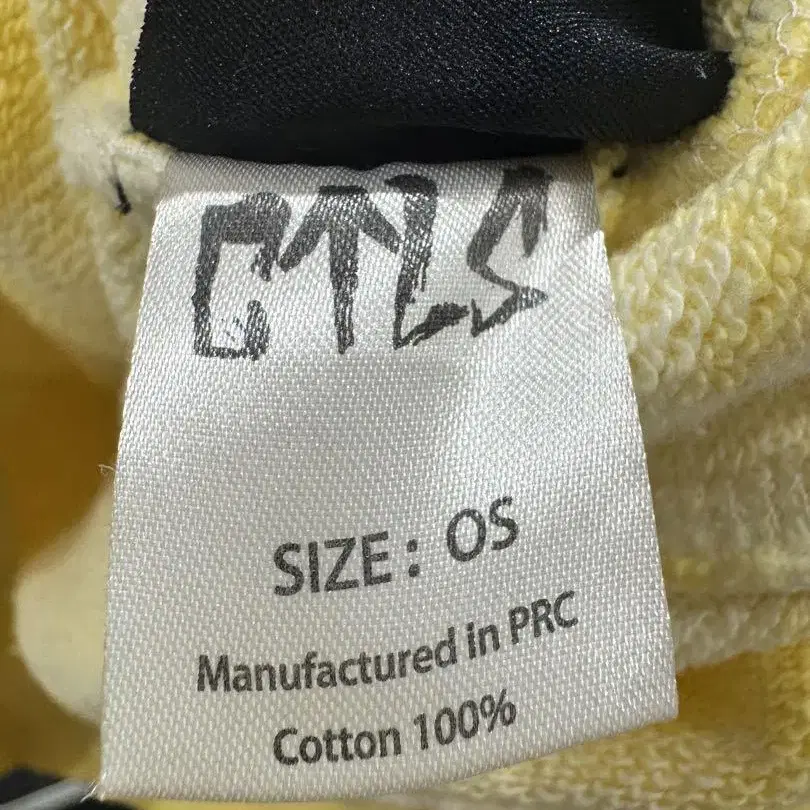 CTLS
SIZE: OS
Manufactured in PRC
Cotton 100%